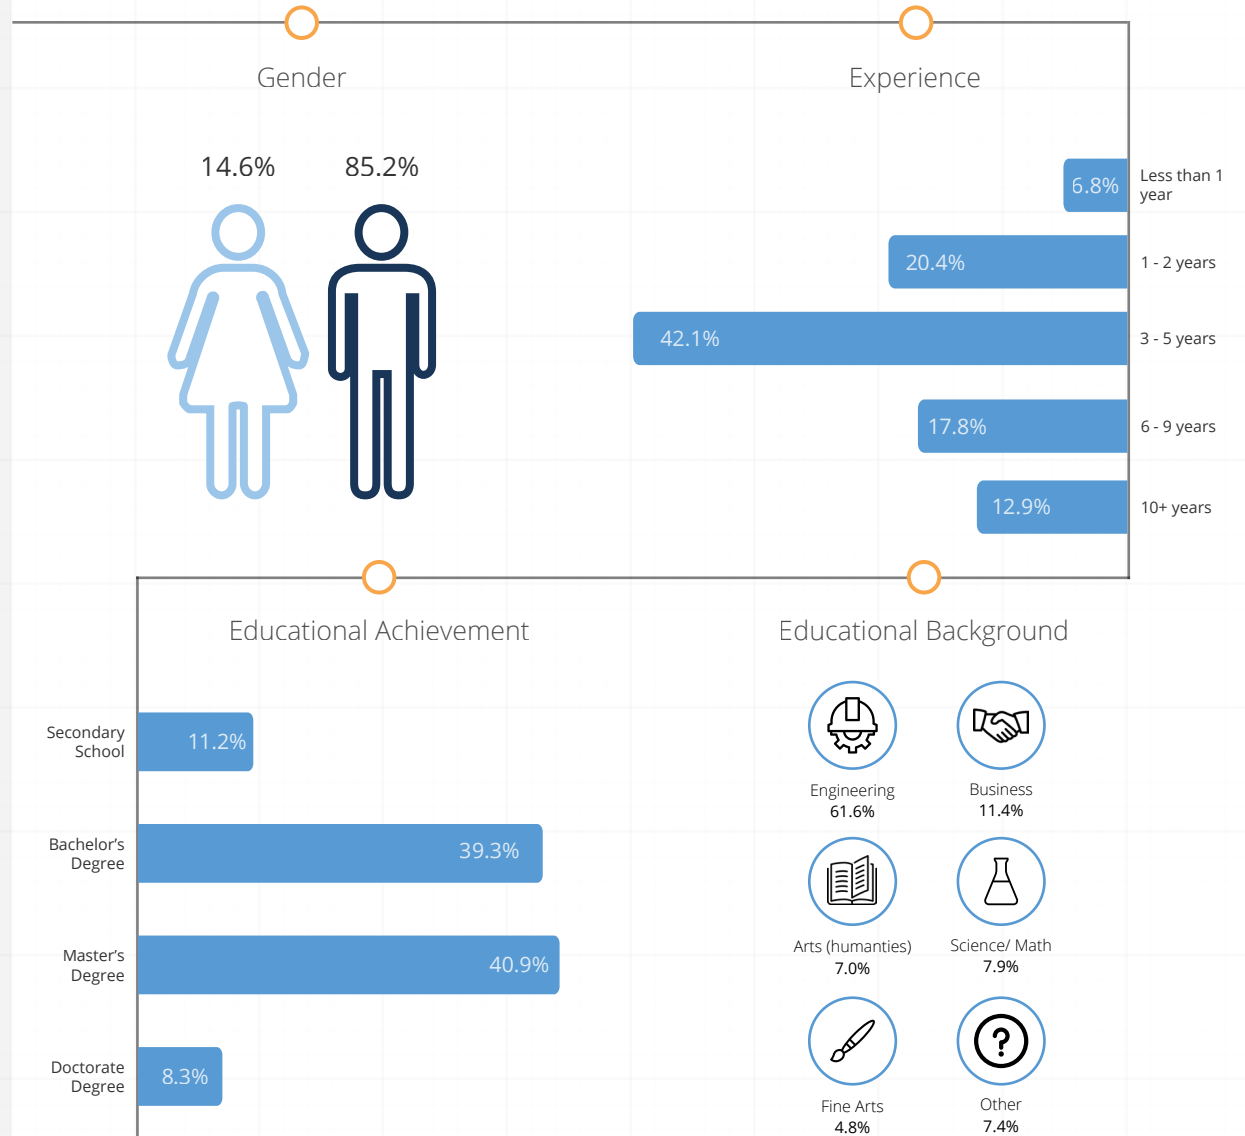 Gender
14.6%
85.2%
Experience
6.8%
Less than 1
year
20.4%
1 - 2 years
42.1%
3 - 5 years
17.8%
6 - 9 years
12.9%
10+ years
Educational Achievement
Secondary
School
11.2%
Bachelor’s
Degree
39.3%
Master’s
Degree
40.9%
Doctorate
Degree
8.3%
Educational Background
Engineering
61.6%
Business
11.4%
Arts (humanties)
7.0%
Science/ Math
7.9%
Fine Arts
4.8%
?
Other
7.4%